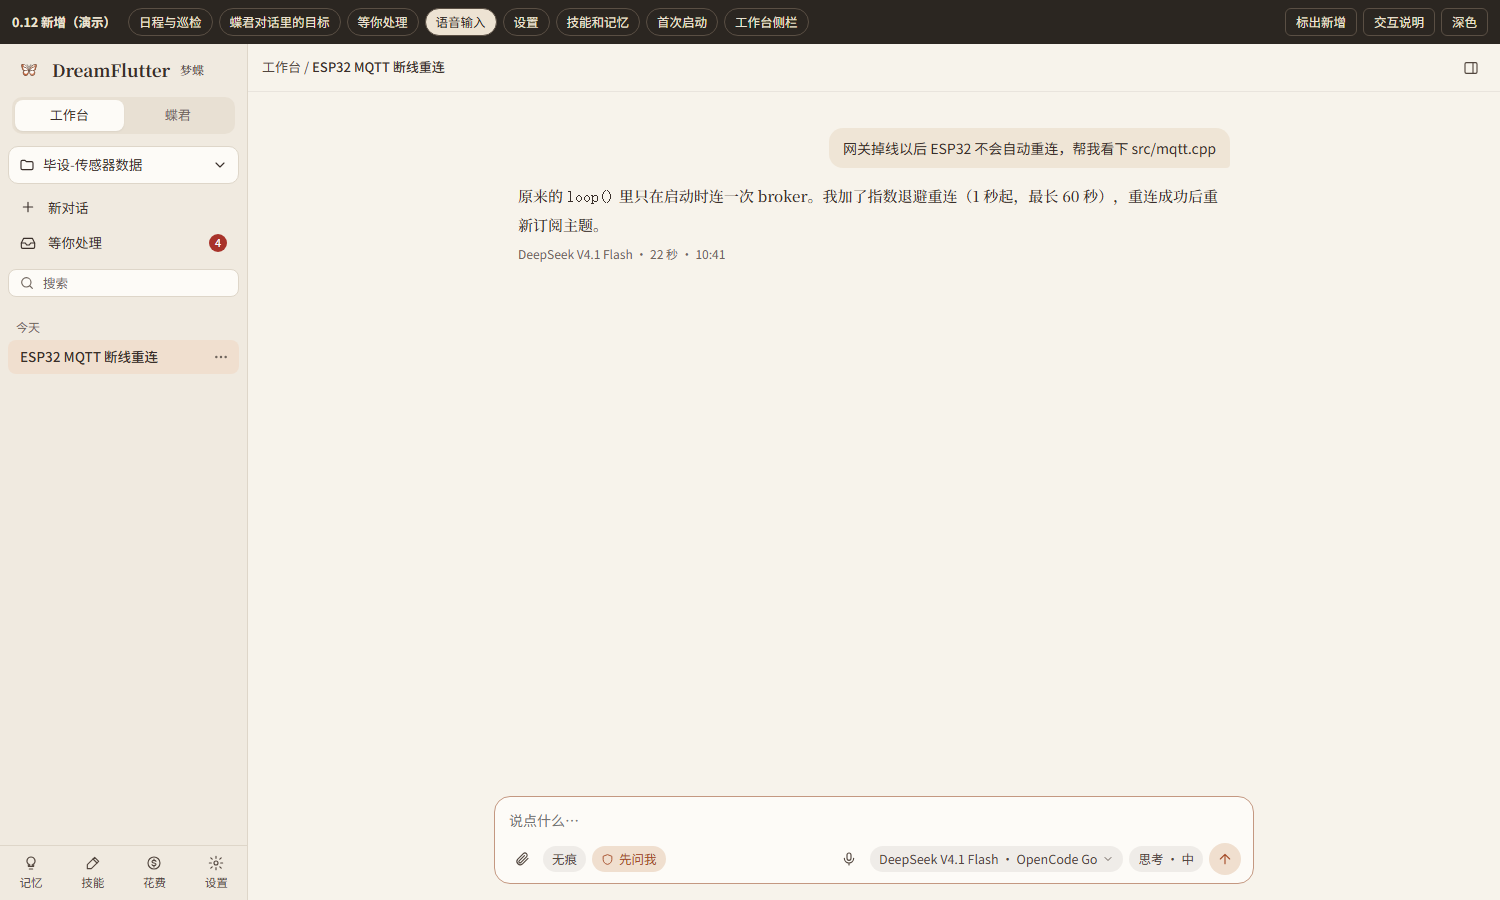 0.12 新增（演示） 日程与巡检 蝶君对话里的目标 等你处理 语音输入 设置 技能和记忆 首次启动 工作台侧栏 标出新增 交互说明 深色
DreamFlutter 梦蝶
工作台 蝶君
毕设-传感器数据
新对话
等你处理 4
搜索
今天
ESP32 MQTT 断线重连 ···
记忆 技能 花费 设置
工作台 / ESP32 MQTT 断线重连
网关掉线以后 ESP32 不会自动重连，帮我看下 src/mqtt.cpp
原来的 loop() 里只在启动时连一次 broker。我加了指数退避重连（1 秒起，最长 60 秒），重连成功后重
新订阅主题。
DeepSeek V4.1 Flash · 22 秒 · 10:41
说点什么…
无痕 先问我 DeepSeek V4.1 Flash · OpenCode Go 思考 · 中